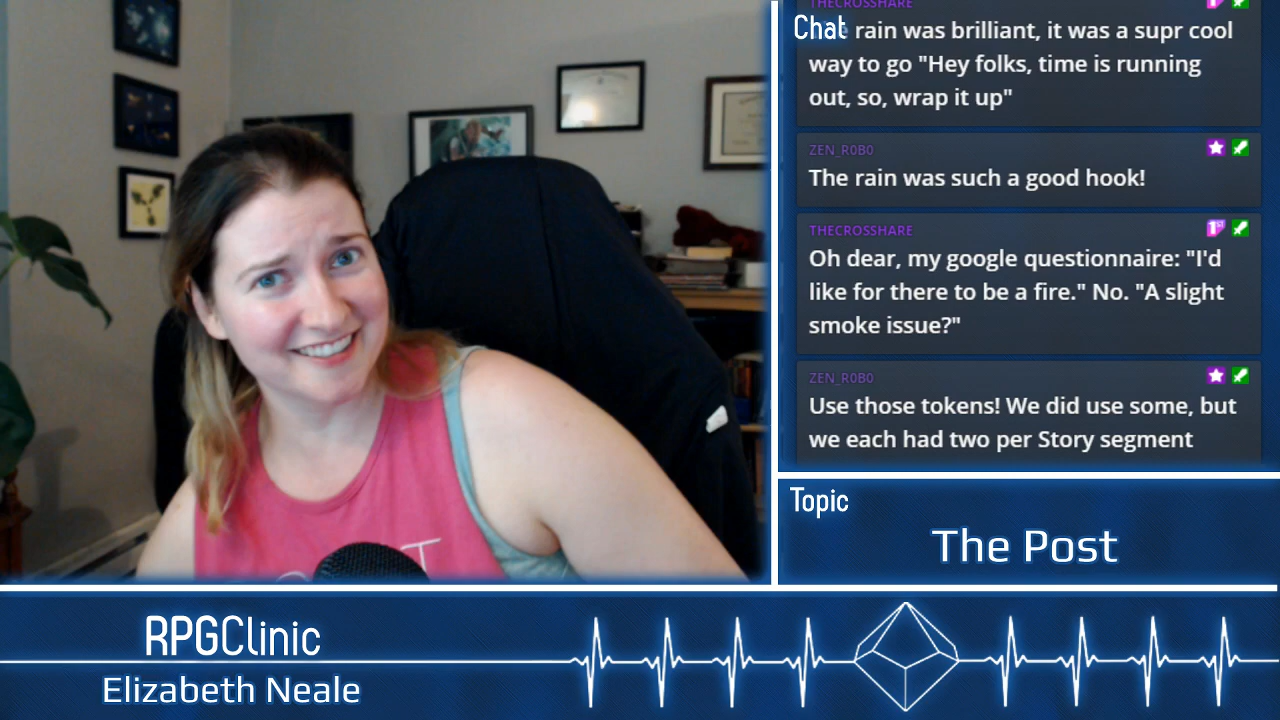 THECROSSHARE
Chat
rain was brilliant, it was a supr cool
way to go "Hey folks, time is running
out, so, wrap it up"
ZEN_R0B0
The rain was such a good hook!
THECROSSHARE
1ST
Oh dear, my google questionnaire: "I'd
like for there to be a fire." No. "A slight
smoke issue?"
ZEN_R0B0
Use those tokens! We did use some, but
we each had two per Story segment
Topic
The Post
RPGClinic
Elizabeth Neale